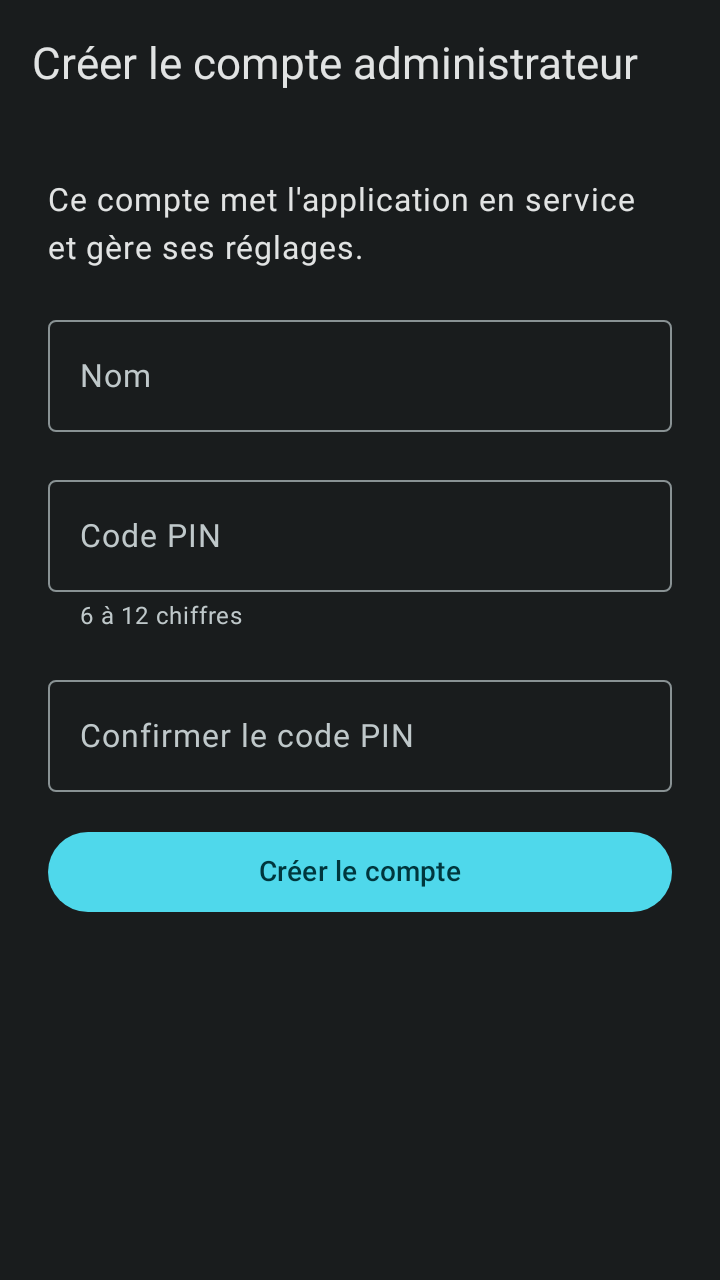 Créer le compte administrateur
Ce compte met l'application en service
et gère ses réglages.
Nom
Code PIN
6 à 12 chiffres
Confirmer le code PIN
Créer le compte